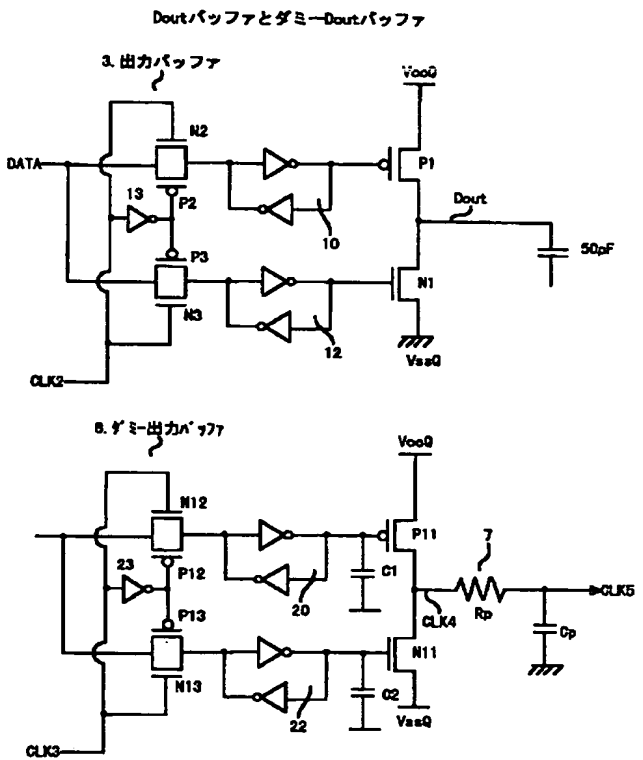 DoutバッファとダミーDoutバッファ
3. 出力バッファ
VccQ
N2
DATA
P1
13
P2
10
Dout
P3
50pF
N1
N3
12
CLK2
VssQ
6. ダミー出力バッファ
VccQ
N12
P11
7
23
P12
C1
20
P13
CLK4
Rp
CLK5
Cp
N11
N13
C2
22
VssQ
CLK3